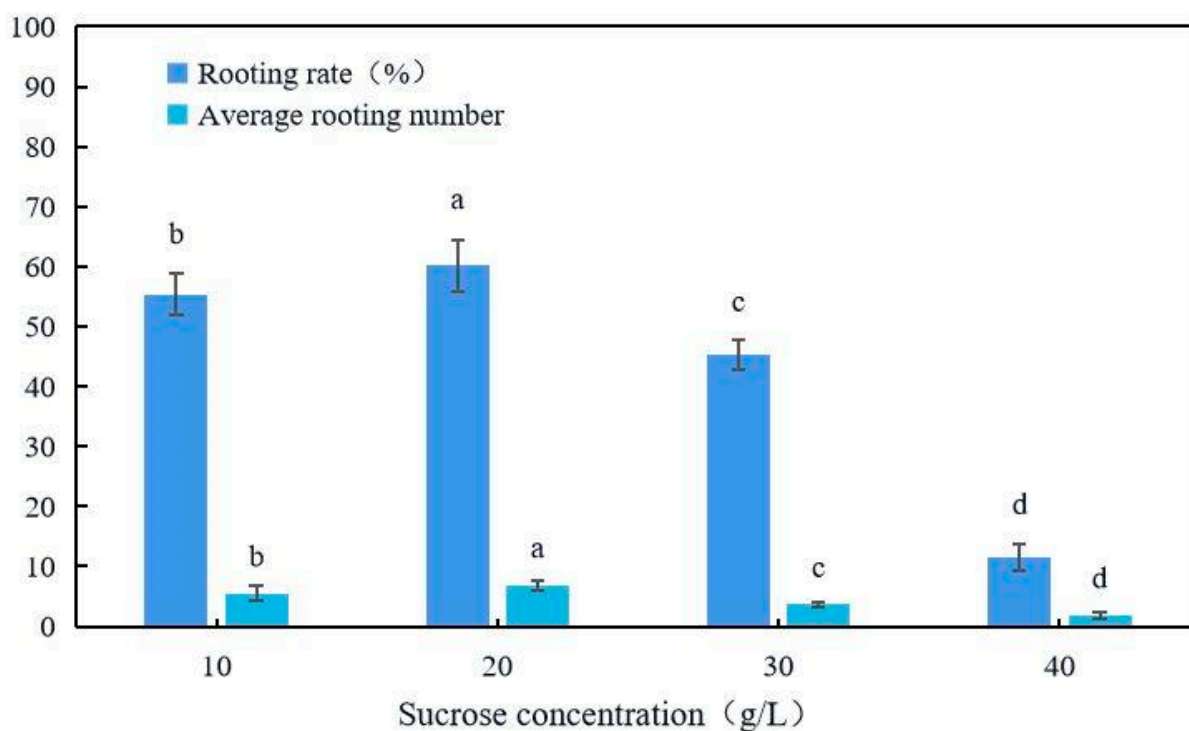 100
90
80
70
60
50
40
30
20
10
0
Rooting rate（%）
Average rooting number
b
a
c
d
b
a
c
d
10 20 30 40
Sucrose concentration（g/L）